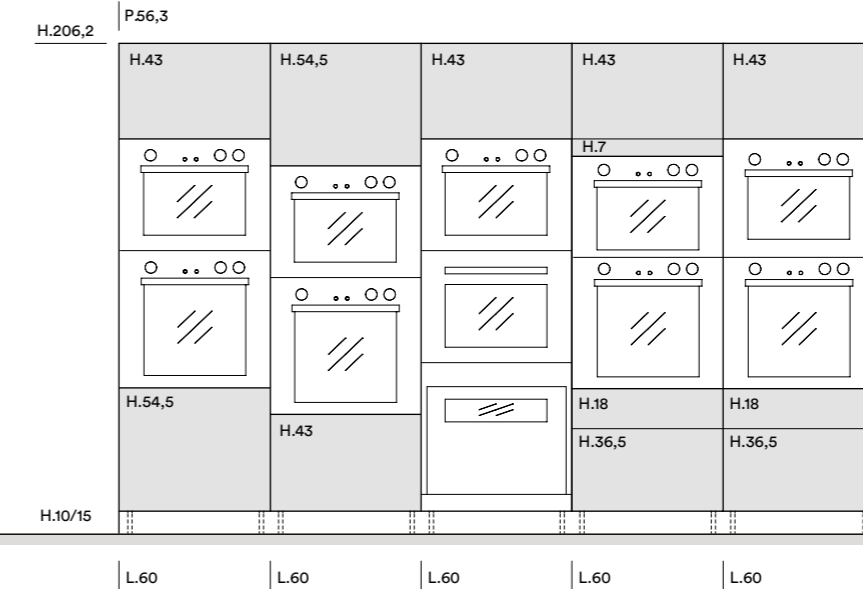 P.56,3
H.206,2
H.43 H.54,5 H.43 H.43 H.43
H.7
H.54,5 H.18 H.18
H.43 H.36,5 H.36,5
H.10/15
L.60 L.60 L.60 L.60 L.60